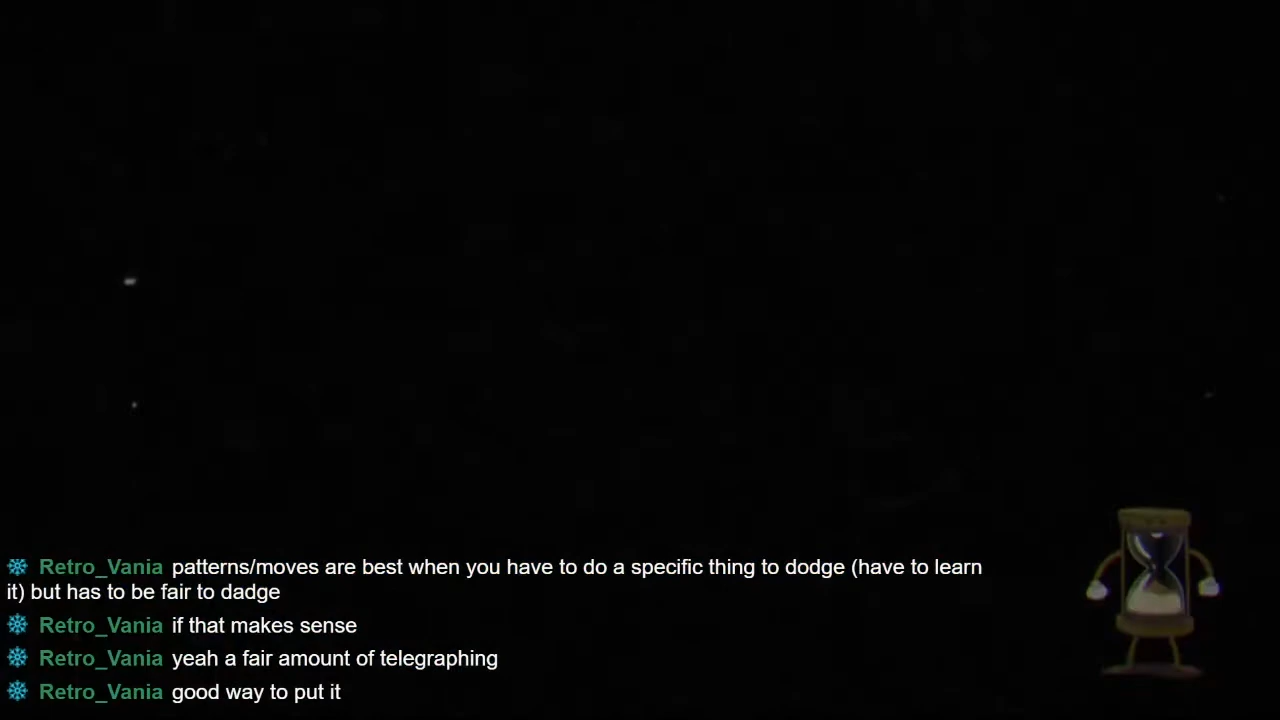 Retro_Vania patterns/moves are best when you have to do a specific thing to dodge (have to learn
it) but has to be fair to dadge
Retro_Vania if that makes sense
Retro_Vania yeah a fair amount of telegraphing
Retro_Vania good way to put it